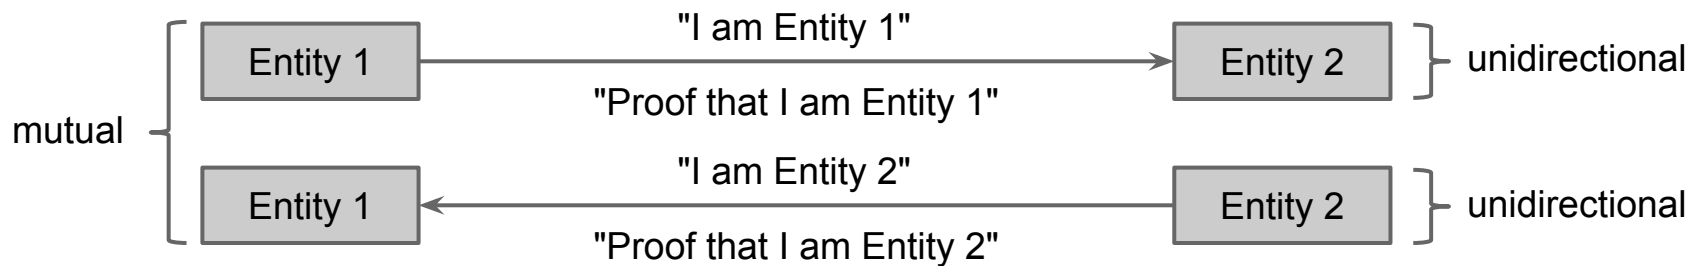 "I am Entity 1"
Entity 1
Entity 2
unidirectional
"Proof that I am Entity 1"
mutual
"I am Entity 2"
Entity 1
Entity 2
unidirectional
"Proof that I am Entity 2"